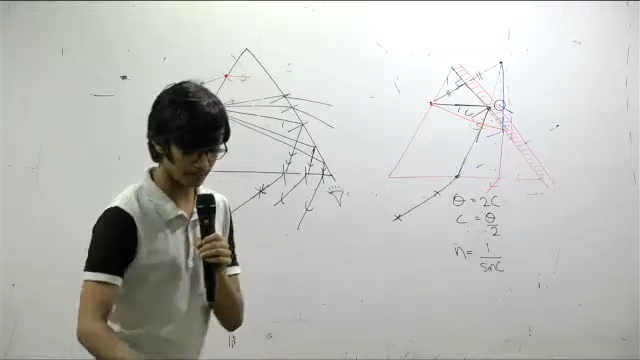 θ = 2C
C = θ/2
n = 1/sinC